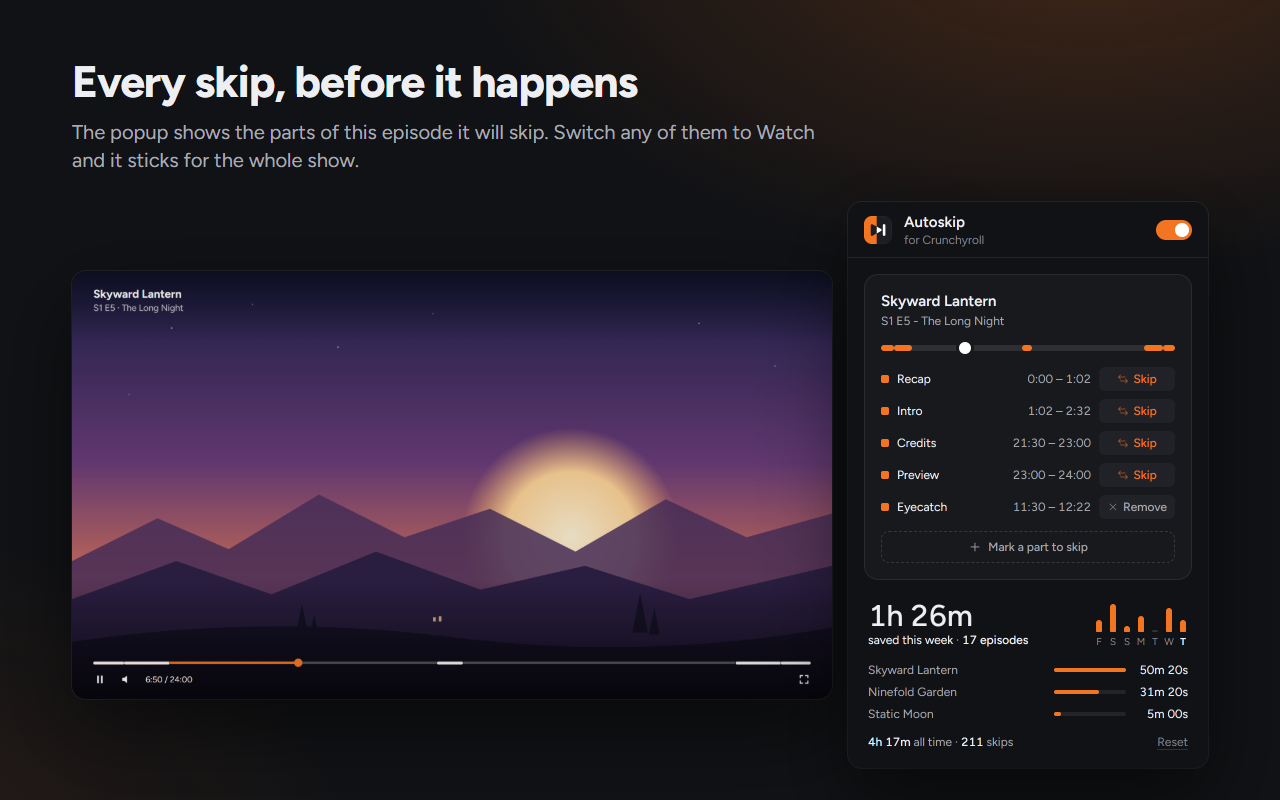 Every skip, before it happens
The popup shows the parts of this episode it will skip. Switch any of them to Watch
and it sticks for the whole show.
Skyward Lantern
S1 E5 · The Long Night
6:50 / 24:00
Autoskip
for Crunchyroll
Skyward Lantern
S1 E5 - The Long Night
Recap 0:00 – 1:02 Skip
Intro 1:02 – 2:32 Skip
Credits 21:30 – 23:00 Skip
Preview 23:00 – 24:00 Skip
Eyecatch 11:30 – 12:22 Remove
Mark a part to skip
1h 26m
saved this week · 17 episodes
F S S M T W T
Skyward Lantern 50m 20s
Ninefold Garden 31m 20s
Static Moon 5m 00s
4h 17m all time · 211 skips Reset